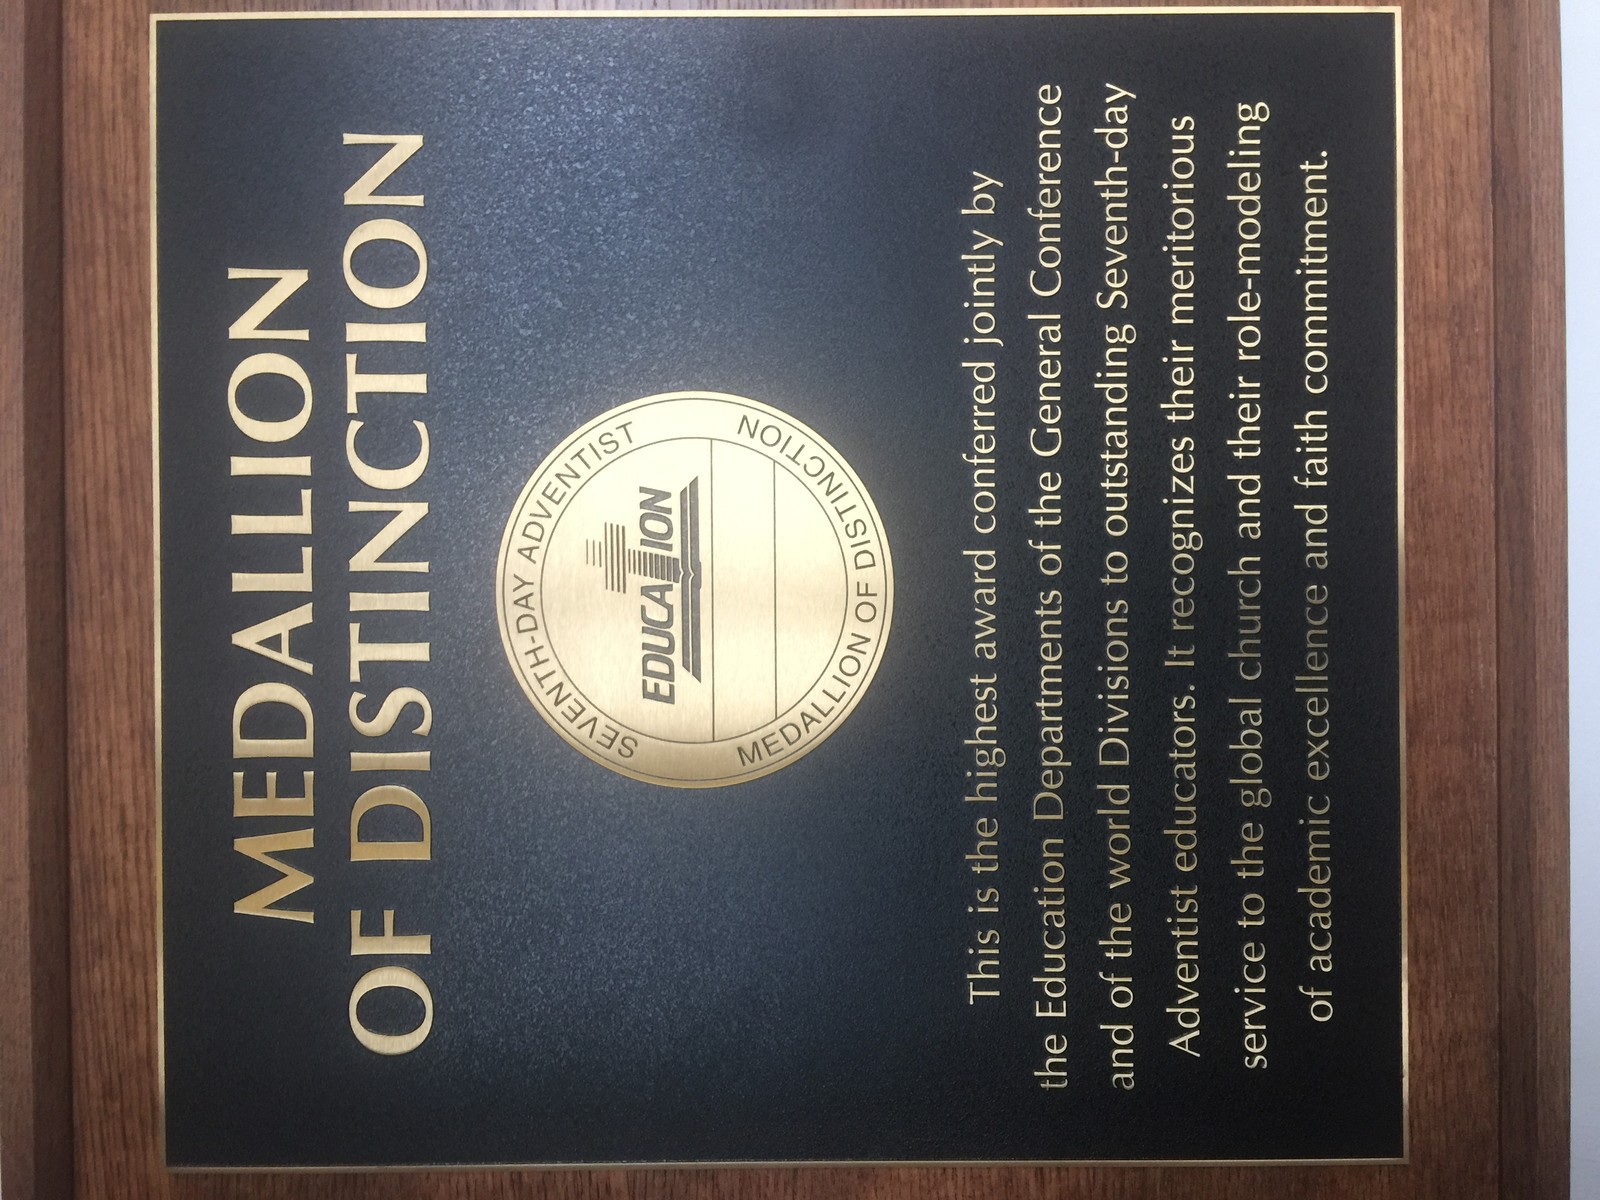 MEDALLION
OF DISTINCTION
SEVENTH-DAY ADVENTIST
EDUCATION
MEDALLION OF DISTINCTION
This is the highest award conferred jointly by
the Education Departments of the General Conference
and of the world Divisions to outstanding Seventh-day
Adventist educators. It recognizes their meritorious
service to the global church and their role-modeling
of academic excellence and faith commitment.